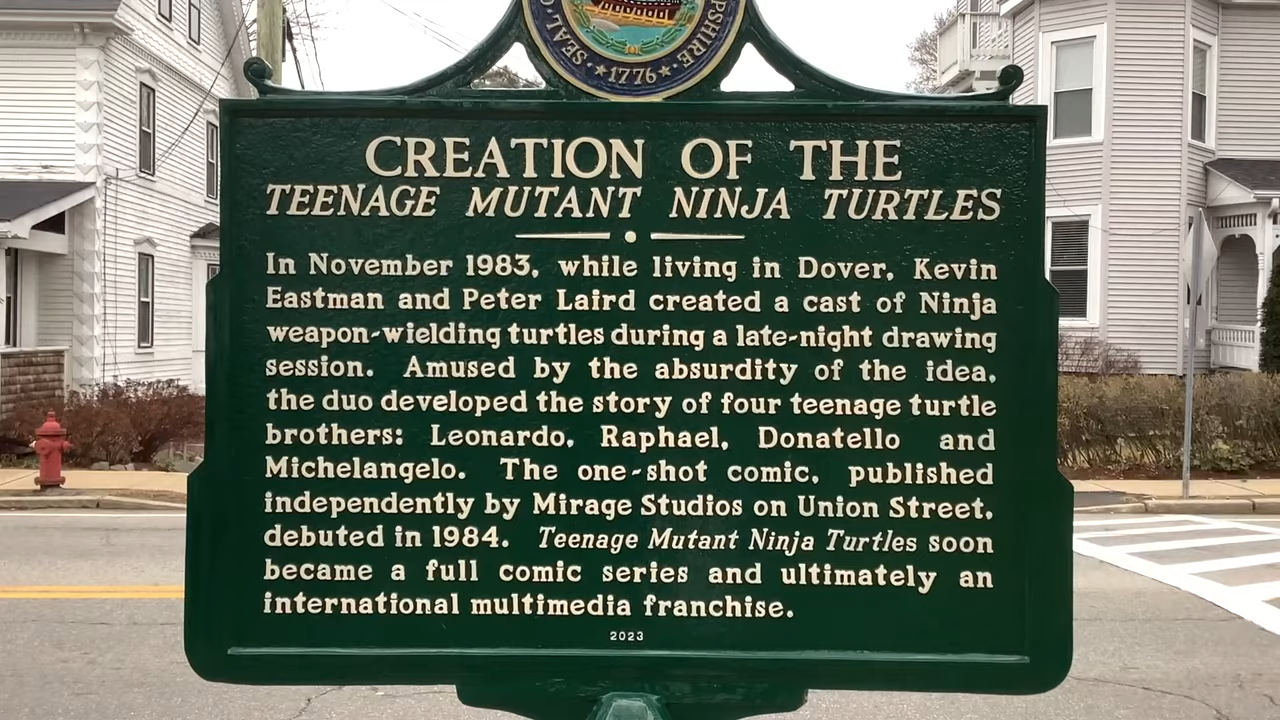 SEAL O
PSHIRE
★1776★
CREATION OF THE
TEENAGE MUTANT NINJA TURTLES
In November 1983, while living in Dover, Kevin
Eastman and Peter Laird created a cast of Ninja
weapon-wielding turtles during a late-night drawing
session. Amused by the absurdity of the idea,
the duo developed the story of four teenage turtle
brothers: Leonardo, Raphael, Donatello and
Michelangelo. The one-shot comic, published
independently by Mirage Studios on Union Street,
debuted in 1984. Teenage Mutant Ninja Turtles soon
became a full comic series and ultimately an
international multimedia franchise.
2023